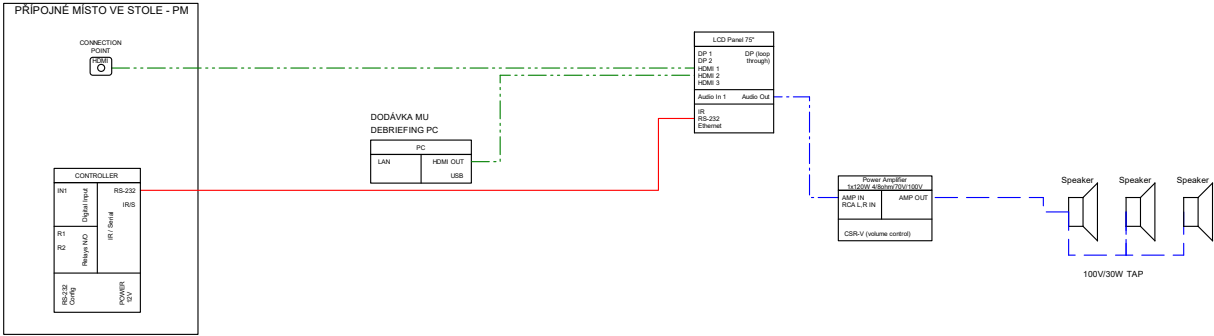 PŘÍPOJNÉ MÍSTO VE STOLE - PM
CONNECTION
POINT
HDMI
CONTROLLER
IN1
Digital Input
RS-232
IR/S
IR / Serial
R1
R2
Relays N/O
RS-232
Config
POWER
12V
DODÁVKA MU
DEBRIEFING PC
PC
LAN
HDMI OUT
USB
LCD Panel 75"
DP 1
DP (loop
DP 2
through)
HDMI 1
HDMI 2
HDMI 3
Audio In 1
Audio Out
IR
RS-232
Ethernet
Power Amplifier
1x120W 4/8ohm/70V/100V
AMP IN
AMP OUT
RCA L,R IN
CSR-V (volume control)
Speaker
Speaker
Speaker
100V/30W TAP